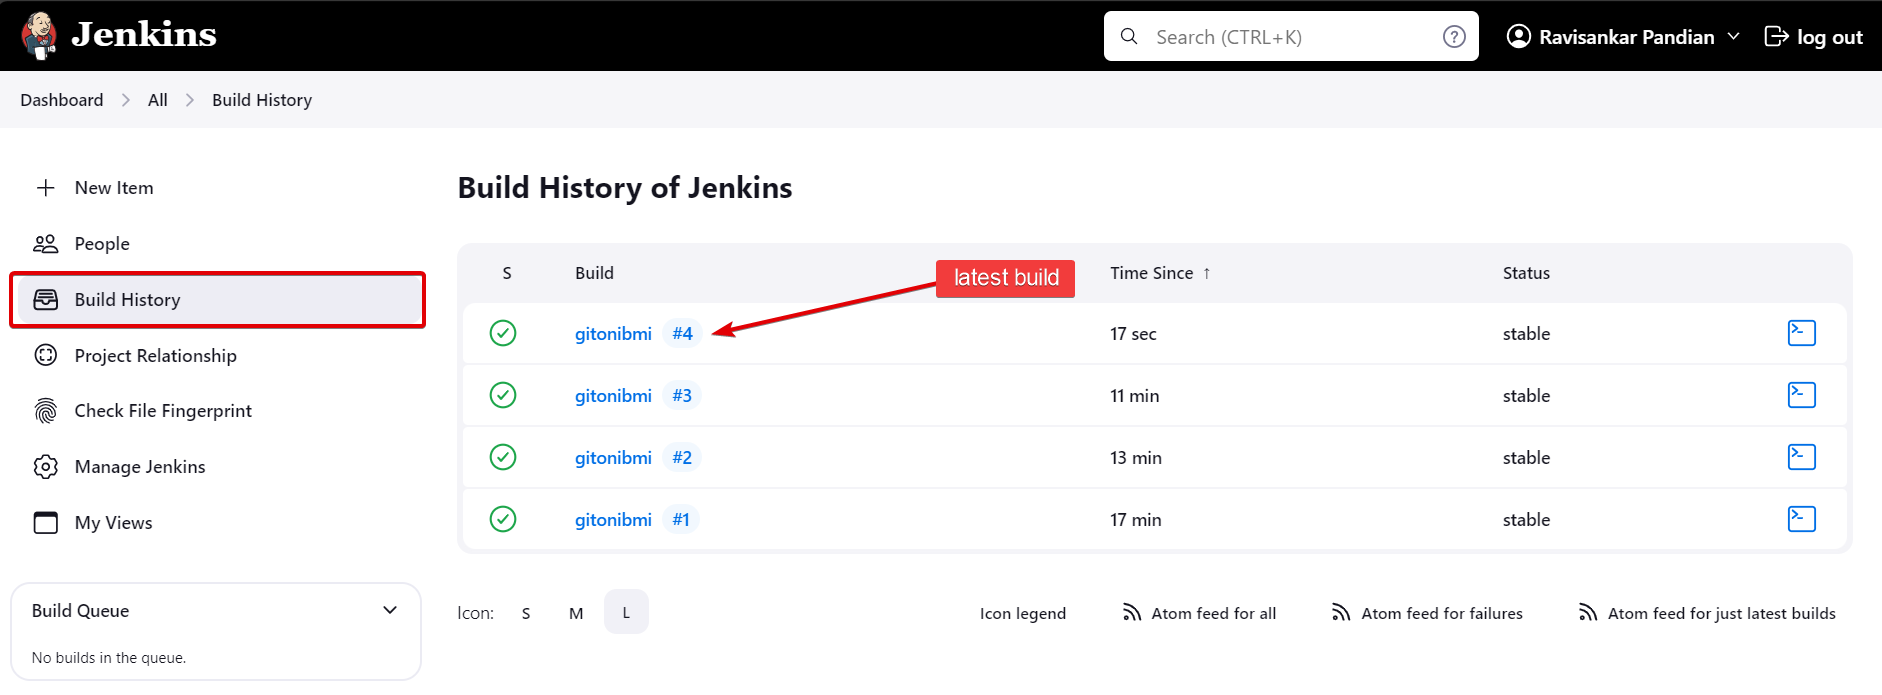 Jenkins
Search (CTRL+K)
Ravisankar Pandian
log out
Dashboard > All > Build History
New Item
People
Build History
Project Relationship
Check File Fingerprint
Manage Jenkins
My Views
Build Queue
No builds in the queue.
Build History of Jenkins
latest build
S Build Time Since ↑ Status
gitonibmi #4 17 sec stable
gitonibmi #3 11 min stable
gitonibmi #2 13 min stable
gitonibmi #1 17 min stable
Icon: S M L
Icon legend
Atom feed for all
Atom feed for failures
Atom feed for just latest builds